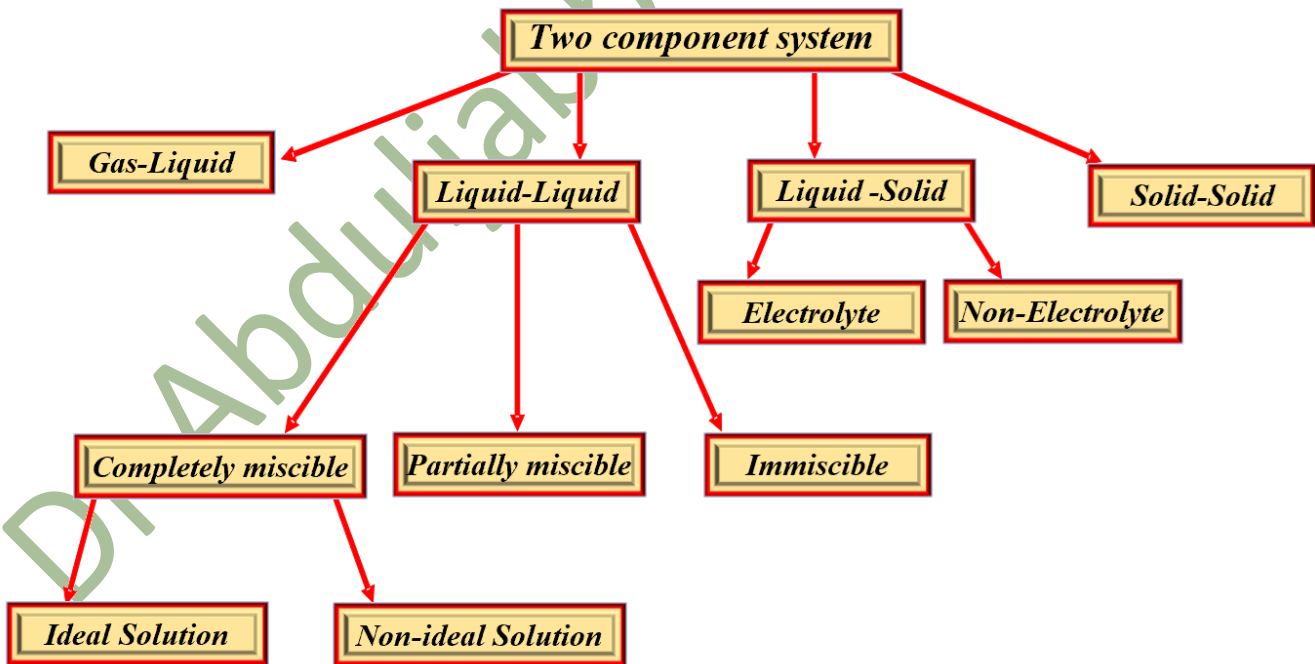 Two component system
Gas-Liquid
Liquid-Liquid
Liquid -Solid
Solid-Solid
Electrolyte
Non-Electrolyte
Completely miscible
Partially miscible
Immiscible
Ideal Solution
Non-ideal Solution